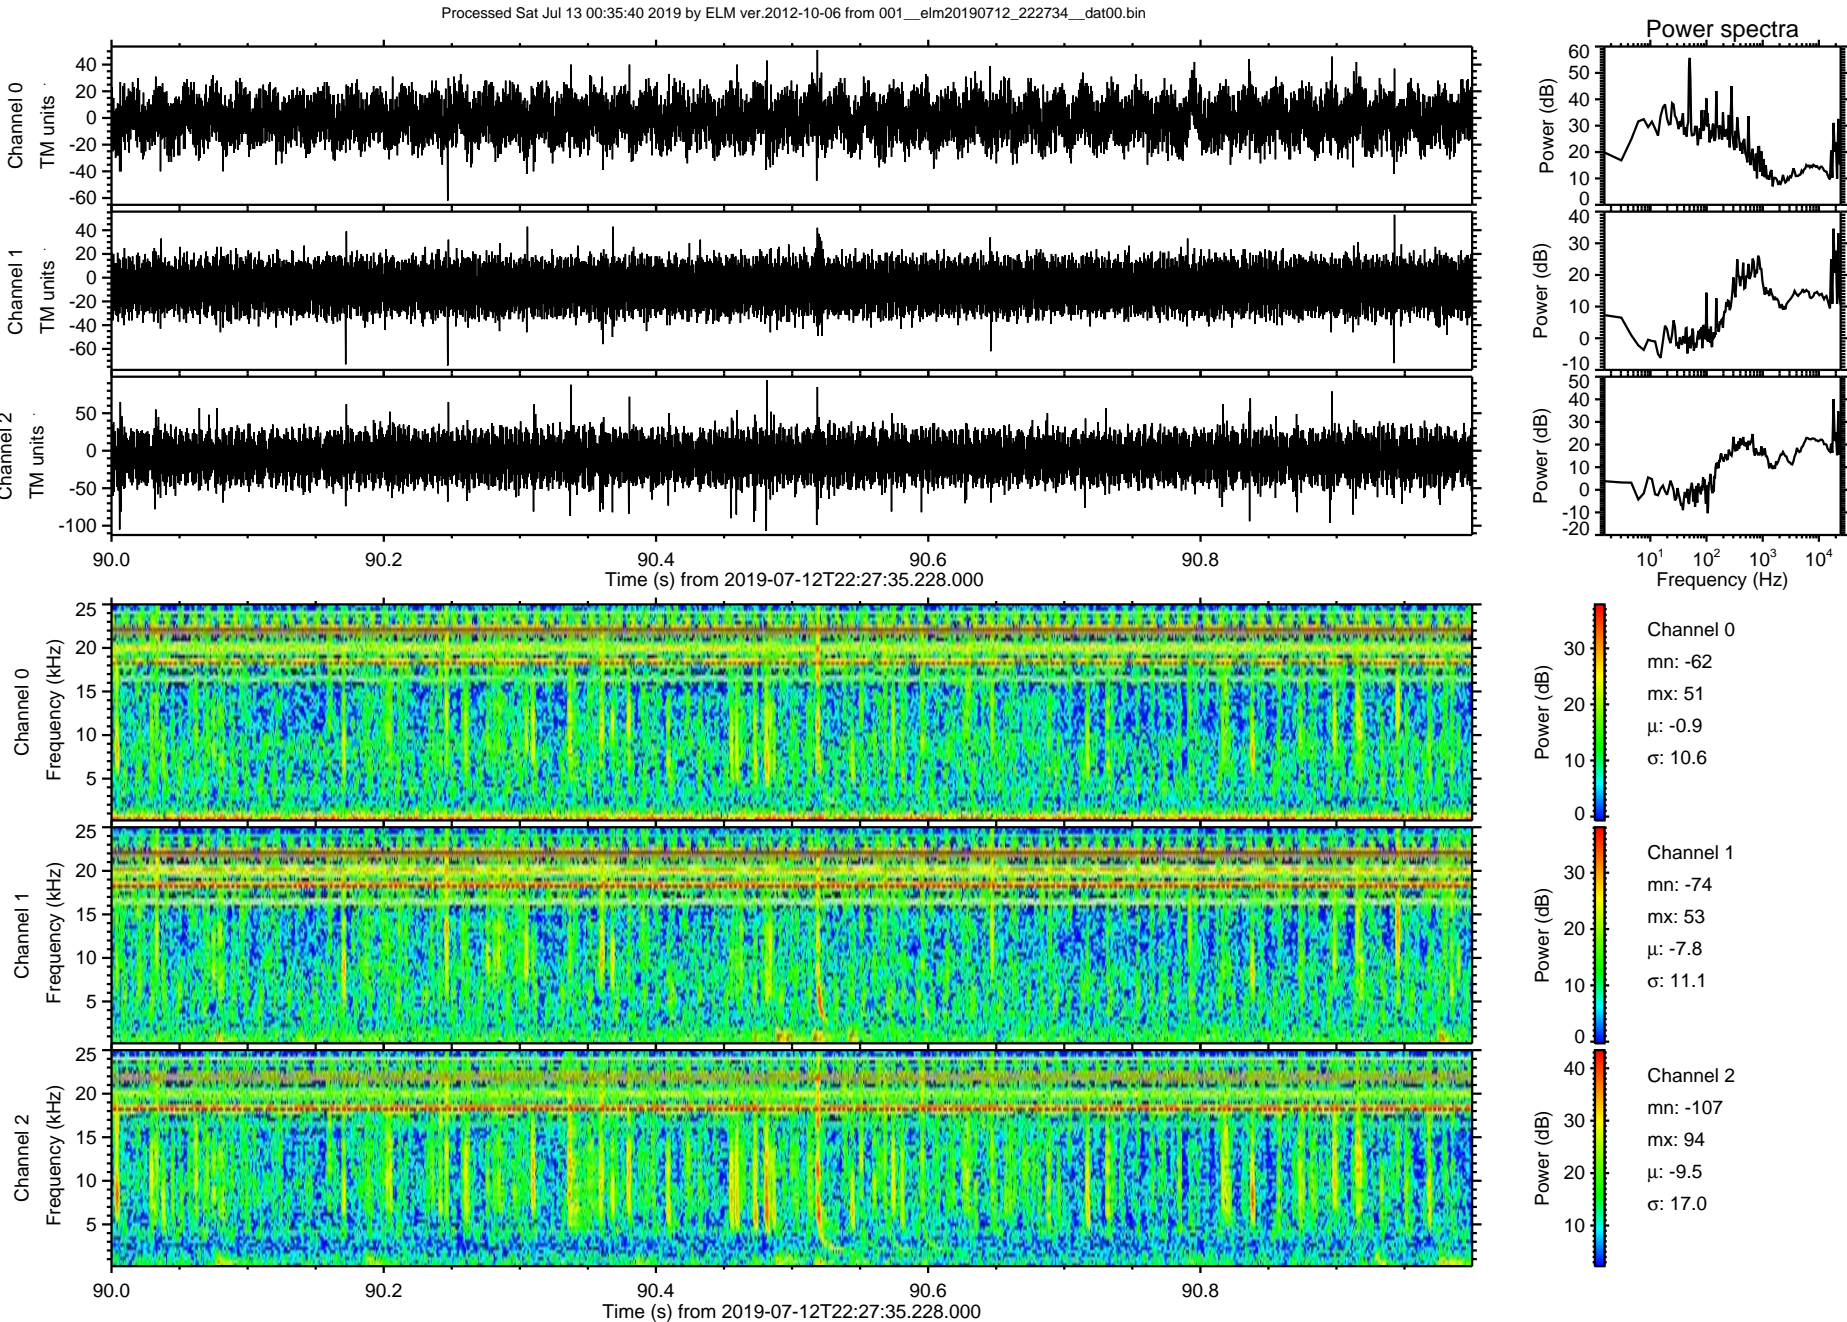 Processed Sat Jul 13 00:35:40 2019 by ELM ver.2012-10-06 from 001__elm20190712_222734__dat00.bin
Power spectra
Channel 0
TM units
40
20
0
-20
-40
-60
Power (dB)
60
50
40
30
20
10
0
Channel 1
TM units
40
20
0
-20
-40
-60
Power (dB)
40
30
20
10
0
-10
Channel 2
TM units
50
0
-50
-100
Power (dB)
50
40
30
20
10
0
-10
-20
90.0 90.2 90.4 90.6 90.8
Time (s) from 2019-07-12T22:27:35.228.000
10¹ 10² 10³ 10⁴
Frequency (Hz)
Channel 0
Frequency (kHz)
25
20
15
10
5
Power (dB)
30
20
10
0
Channel 0
mn: -62
mx: 51
μ: -0.9
σ: 10.6
Channel 1
Frequency (kHz)
25
20
15
10
5
Power (dB)
30
20
10
0
Channel 1
mn: -74
mx: 53
μ: -7.8
σ: 11.1
Channel 2
Frequency (kHz)
25
20
15
10
5
Power (dB)
40
30
20
10
Channel 2
mn: -107
mx: 94
μ: -9.5
σ: 17.0
90.0 90.2 90.4 90.6 90.8
Time (s) from 2019-07-12T22:27:35.228.000